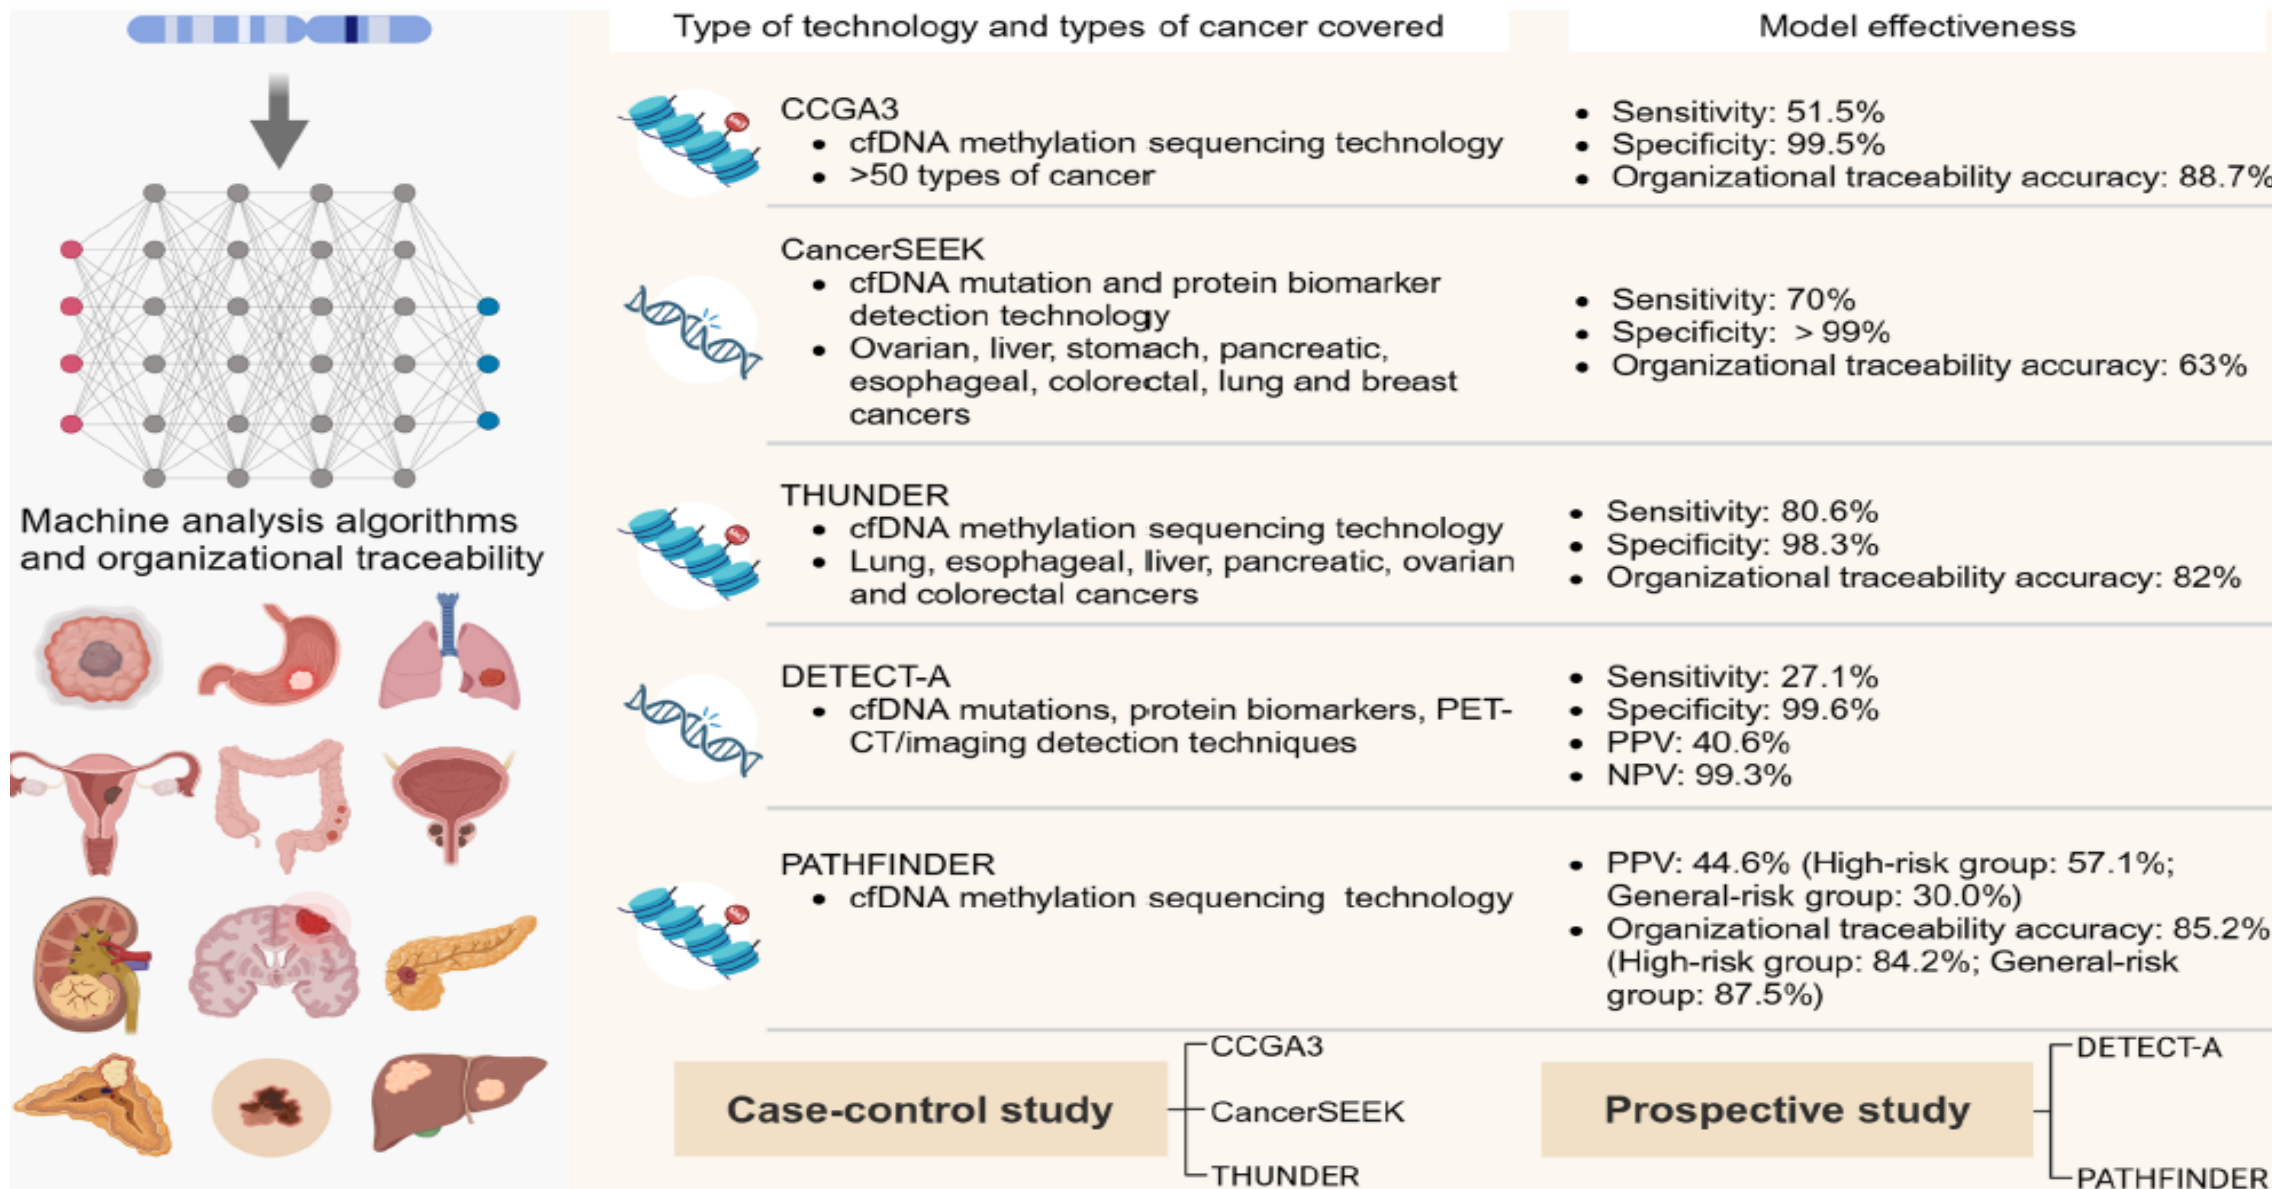 Type of technology and types of cancer covered
Model effectiveness
Machine analysis algorithms
and organizational traceability
CCGA3
• cfDNA methylation sequencing technology
• >50 types of cancer
• Sensitivity: 51.5%
• Specificity: 99.5%
• Organizational traceability accuracy: 88.7%
CancerSEEK
• cfDNA mutation and protein biomarker
detection technology
• Ovarian, liver, stomach, pancreatic,
esophageal, colorectal, lung and breast
cancers
• Sensitivity: 70%
• Specificity: > 99%
• Organizational traceability accuracy: 63%
THUNDER
• cfDNA methylation sequencing technology
• Lung, esophageal, liver, pancreatic, ovarian
and colorectal cancers
• Sensitivity: 80.6%
• Specificity: 98.3%
• Organizational traceability accuracy: 82%
DETECT-A
• cfDNA mutations, protein biomarkers, PET-
CT/imaging detection techniques
• Sensitivity: 27.1%
• Specificity: 99.6%
• PPV: 40.6%
• NPV: 99.3%
PATHFINDER
• cfDNA methylation sequencing technology
• PPV: 44.6% (High-risk group: 57.1%;
General-risk group: 30.0%)
• Organizational traceability accuracy: 85.2%
(High-risk group: 84.2%; General-risk
group: 87.5%)
Case-control study
CCGA3
CancerSEEK
THUNDER
Prospective study
DETECT-A
PATHFINDER